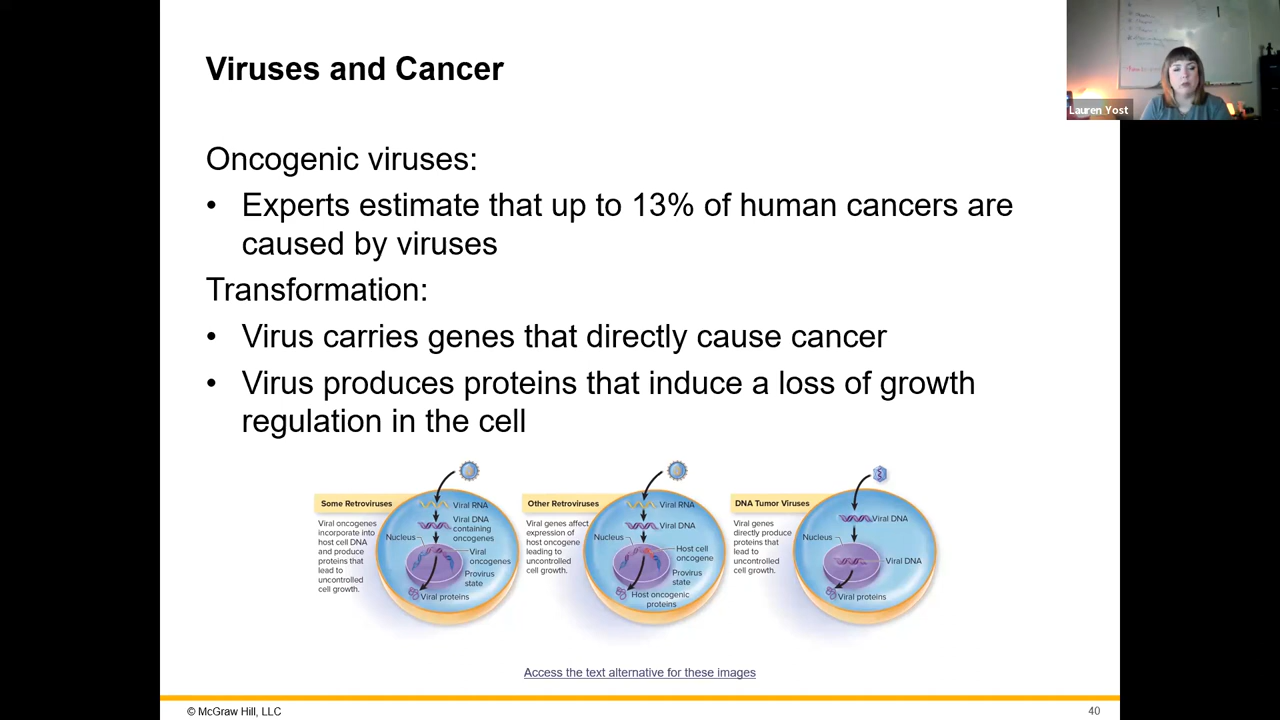 Viruses and Cancer
Lauren Yost
Oncogenic viruses:
• Experts estimate that up to 13% of human cancers are
caused by viruses
Transformation:
• Virus carries genes that directly cause cancer
• Virus produces proteins that induce a loss of growth
regulation in the cell
Some Retroviruses
Viral oncogenes
incorporate into
host cell DNA
and produce
proteins that
lead to
uncontrolled
cell growth.
Viral RNA
Viral DNA
containing
oncogenes
Nucleus
Viral
oncogenes
Provirus
state
Viral proteins
Other Retroviruses
Viral genes affect
expression of
host oncogene
leading to
uncontrolled
cell growth.
Viral RNA
Viral DNA
Nucleus
Host cell
oncogene
Provirus
state
Host oncogenic
proteins
DNA Tumor Viruses
Viral genes
directly produce
proteins that
lead to
uncontrolled
cell growth.
Viral DNA
Nucleus
Viral DNA
Viral proteins
Access the text alternative for these images
© McGraw Hill, LLC
40